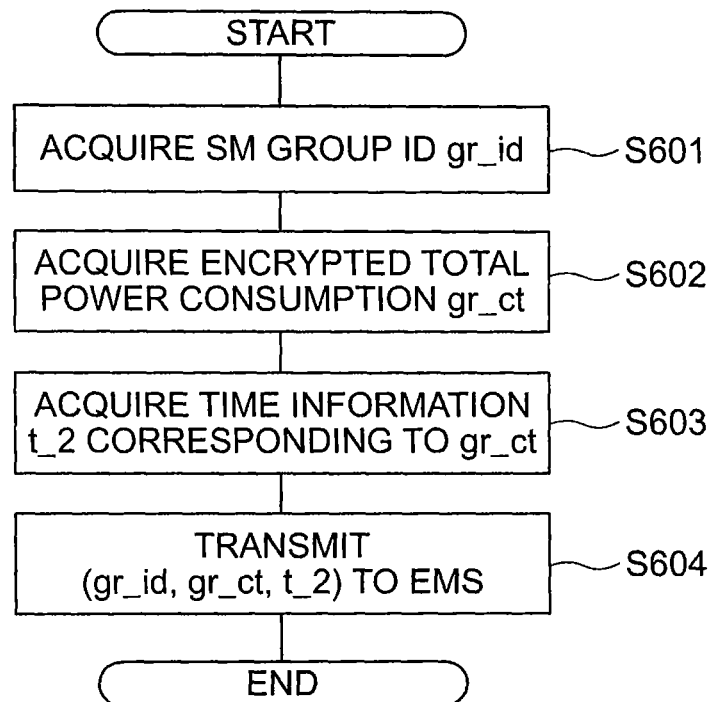 START
ACQUIRE SM GROUP ID gr_id
S601
ACQUIRE ENCRYPTED TOTAL
POWER CONSUMPTION gr_ct
S602
ACQUIRE TIME INFORMATION
t_2 CORRESPONDING TO gr_ct
S603
TRANSMIT
(gr_id, gr_ct, t_2) TO EMS
S604
END